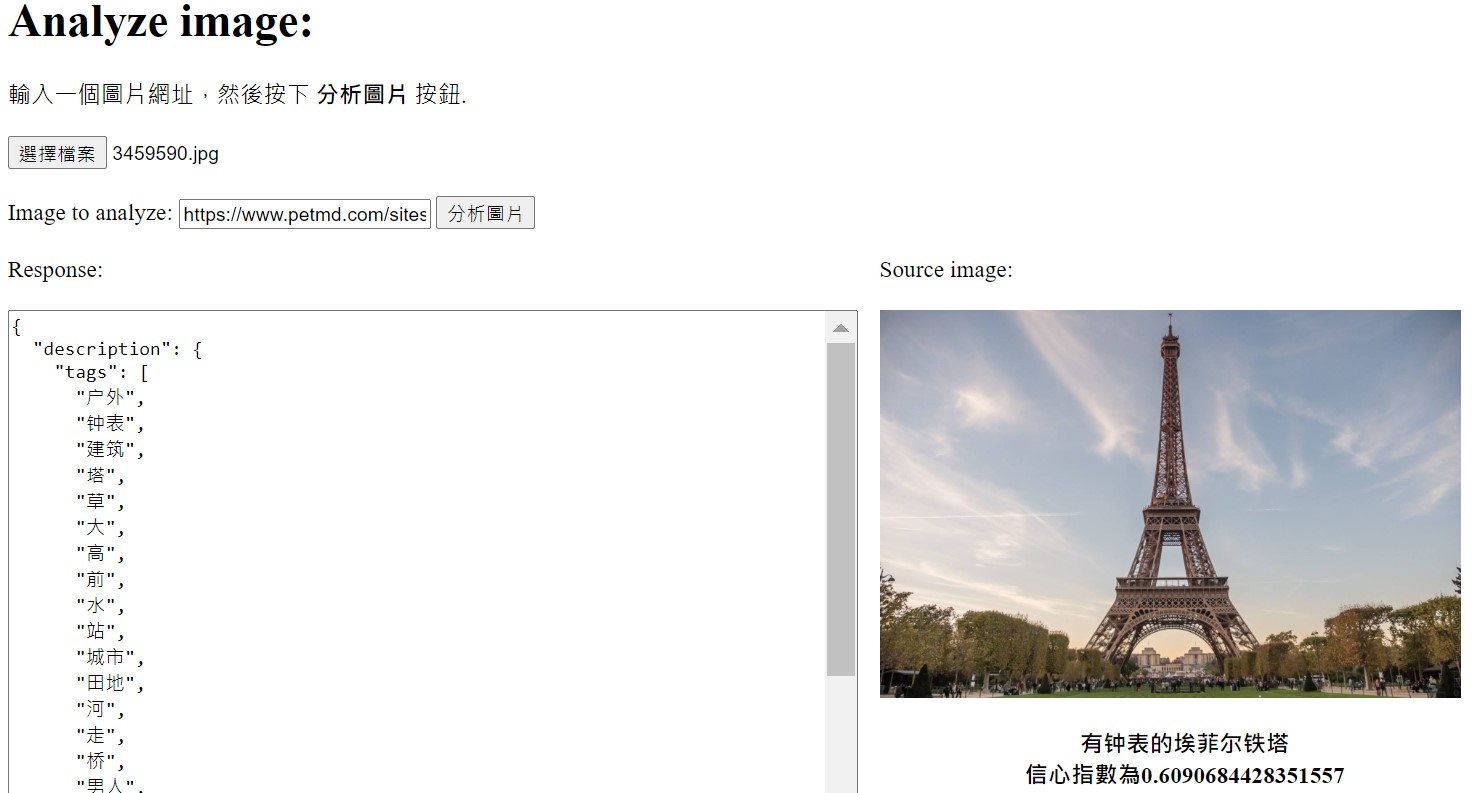 Analyze image:
輸入一個圖片網址，然後按下 分析圖片 按鈕.
選擇檔案 3459590.jpg
Image to analyze: https://www.petmd.com/sites 分析圖片
Response:
{
"description": {
"tags": [
"户外",
"钟表",
"建筑",
"塔",
"草",
"大",
"高",
"前",
"水",
"站",
"城市",
"田地",
"河",
"走",
"桥",
"男人",
Source image:
有钟表的埃菲尔铁塔
信心指數為0.6090684428351557